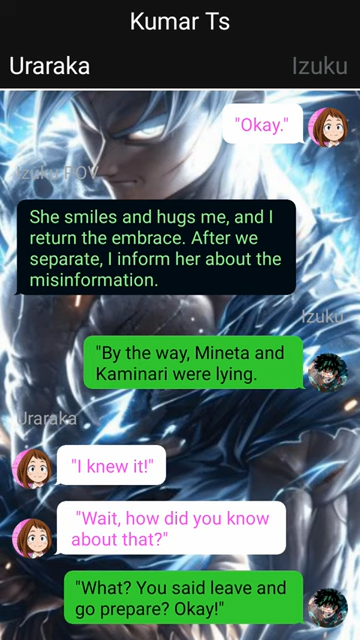 Kumar Ts
Uraraka Izuku
"Okay."
Izuku POV
She smiles and hugs me, and I
return the embrace. After we
separate, I inform her about the
misinformation.
Izuku
"By the way, Mineta and
Kaminari were lying.
Uraraka
"I knew it!"
"Wait, how did you know
about that?"
"What? You said leave and
go prepare? Okay!"